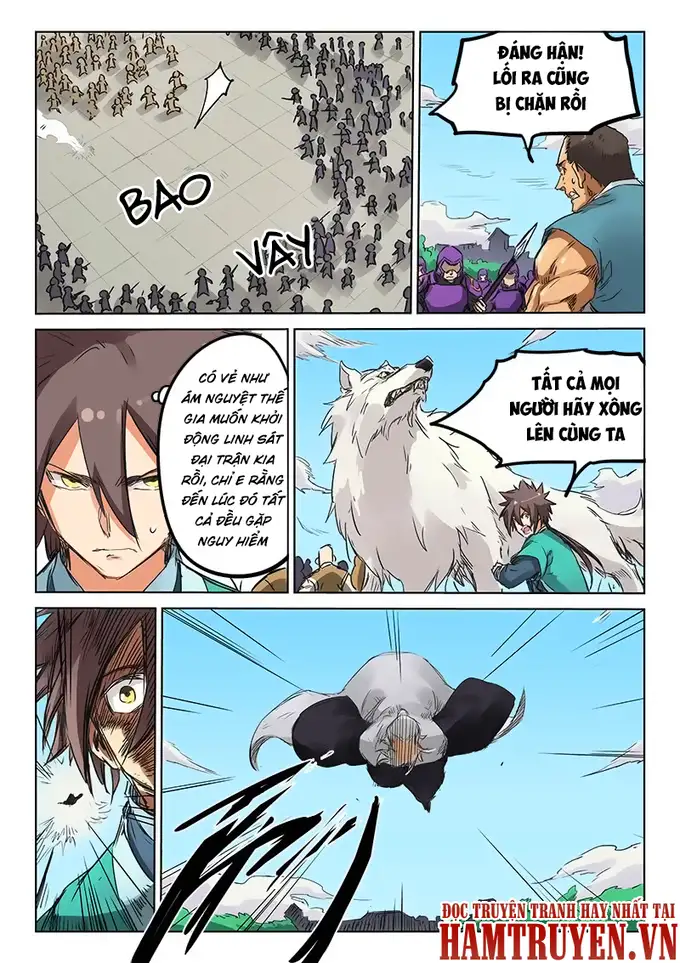 BAO
VÂY
ĐÁNG HẬN!
LỐI RA CŨNG
BỊ CHẶN RỒI
CÓ VẺ NHƯ
ÁM NGUYỆT THẾ
GIA MUỐN KHỞI
ĐỘNG LINH SÁT
ĐẠI TRẬN KIA
RỒI, CHỈ E RẰNG
ĐẾN LÚC ĐÓ TẤT
CẢ ĐỀU GẶP
NGUY HIỂM
TẤT CẢ MỌI
NGƯỜI HÃY XÔNG
LÊN CÙNG TA
ĐỌC TRUYỆN TRANH HAY NHẤT TẠI
HAMTRUYEN.VN